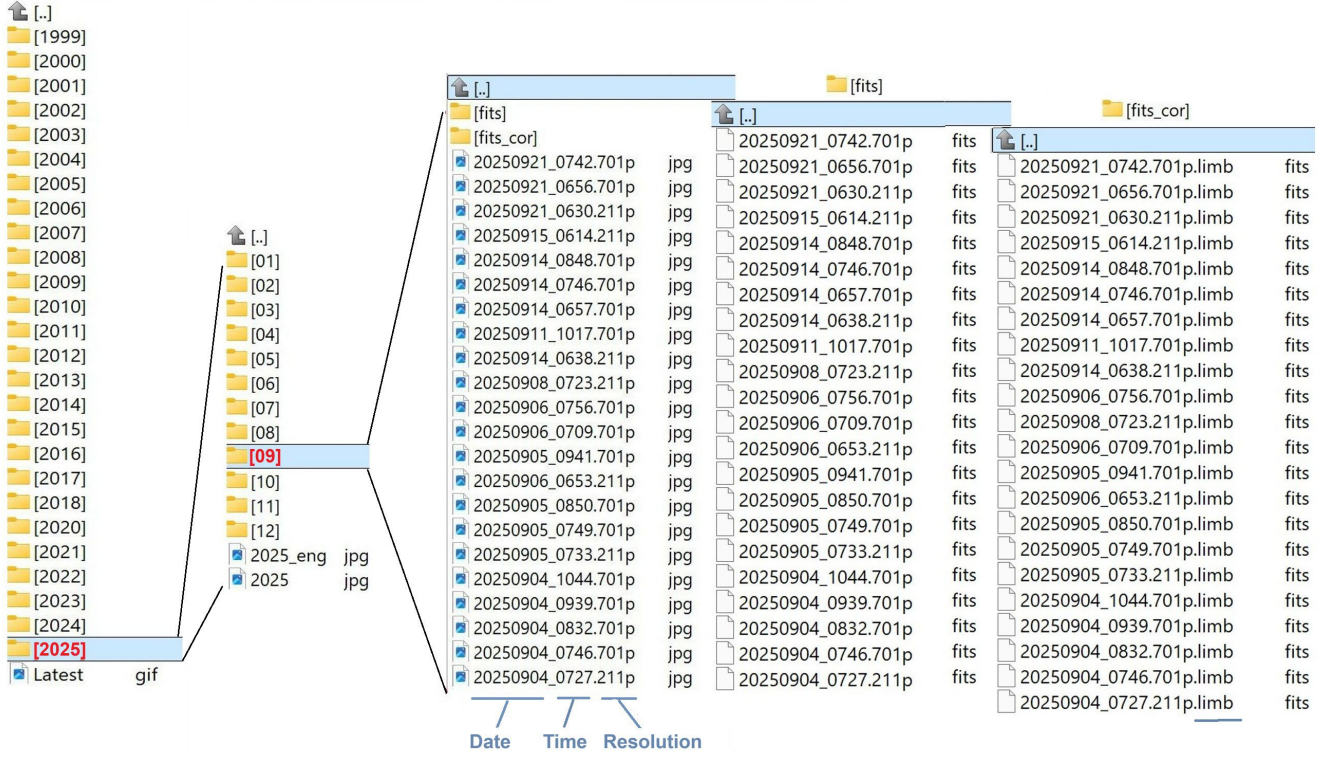 [..]
[1999]
[2000]
[2001]
[2002]
[2003]
[2004]
[2005]
[2006]
[2007]
[2008]
[2009]
[2010]
[2011]
[2012]
[2013]
[2014]
[2015]
[2016]
[2017]
[2018]
[2020]
[2021]
[2022]
[2023]
[2024]
[2025]
Latest gif
[..]
[01]
[02]
[03]
[04]
[05]
[06]
[07]
[08]
[09]
[10]
[11]
[12]
2025_eng jpg
2025 jpg
[..]
[fits]
[fits_cor]
20250921_0742.701p jpg
20250921_0656.701p jpg
20250921_0630.211p jpg
20250915_0614.211p jpg
20250914_0848.701p jpg
20250914_0746.701p jpg
20250914_0657.701p jpg
20250911_1017.701p jpg
20250914_0638.211p jpg
20250908_0723.211p jpg
20250906_0756.701p jpg
20250906_0709.701p jpg
20250905_0941.701p jpg
20250906_0653.211p jpg
20250905_0850.701p jpg
20250905_0749.701p jpg
20250905_0733.211p jpg
20250904_1044.701p jpg
20250904_0939.701p jpg
20250904_0832.701p jpg
20250904_0746.701p jpg
20250904_0727.211p jpg
Date Time Resolution
[fits]
[..]
20250921_0742.701p fits
20250921_0656.701p fits
20250921_0630.211p fits
20250915_0614.211p fits
20250914_0848.701p fits
20250914_0746.701p fits
20250914_0657.701p fits
20250914_0638.211p fits
20250911_1017.701p fits
20250908_0723.211p fits
20250906_0756.701p fits
20250906_0709.701p fits
20250906_0653.211p fits
20250905_0941.701p fits
20250905_0850.701p fits
20250905_0749.701p fits
20250905_0733.211p fits
20250904_1044.701p fits
20250904_0939.701p fits
20250904_0832.701p fits
20250904_0746.701p fits
20250904_0727.211p fits
[fits_cor]
[..]
20250921_0742.701p.limb fits
20250921_0656.701p.limb fits
20250921_0630.211p.limb fits
20250915_0614.211p.limb fits
20250914_0848.701p.limb fits
20250914_0746.701p.limb fits
20250914_0657.701p.limb fits
20250911_1017.701p.limb fits
20250914_0638.211p.limb fits
20250906_0756.701p.limb fits
20250908_0723.211p.limb fits
20250906_0709.701p.limb fits
20250905_0941.701p.limb fits
20250906_0653.211p.limb fits
20250905_0850.701p.limb fits
20250905_0749.701p.limb fits
20250905_0733.211p.limb fits
20250904_1044.701p.limb fits
20250904_0939.701p.limb fits
20250904_0832.701p.limb fits
20250904_0746.701p.limb fits
20250904_0727.211p.limb fits